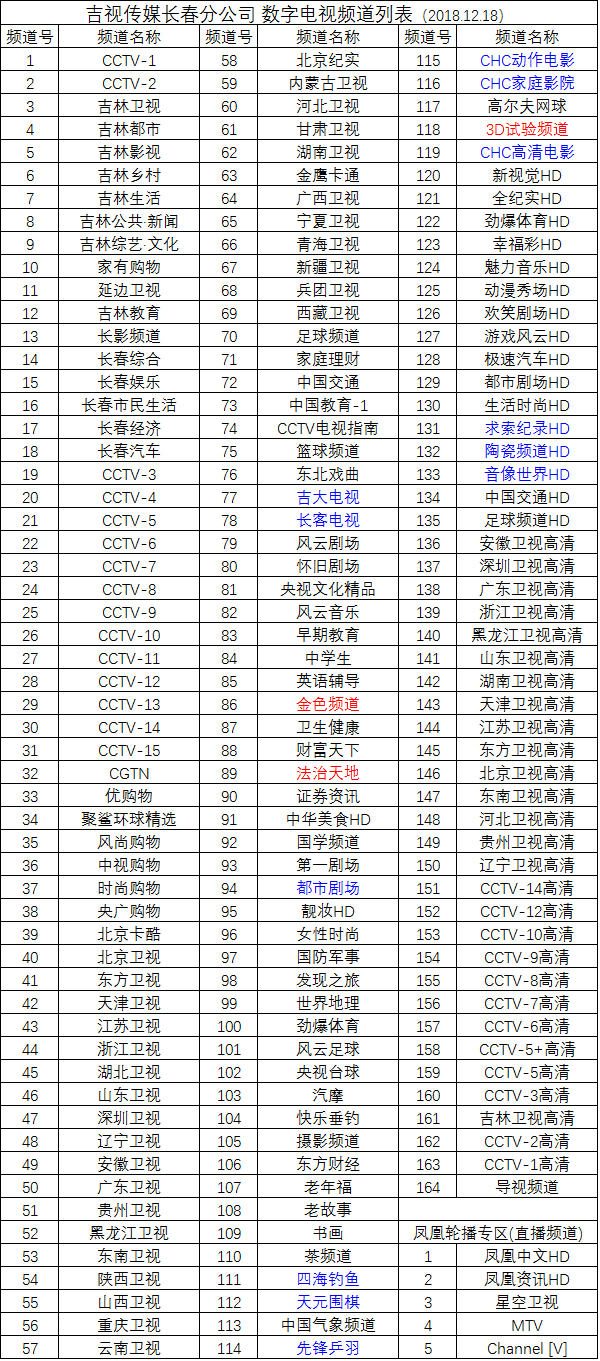 吉视传媒长春分公司 数字电视频道列表（2018.12.18）
频道号 频道名称 频道号 频道名称 频道号 频道名称
1 CCTV-1 58 北京纪实 115 CHC动作电影
2 CCTV-2 59 内蒙古卫视 116 CHC家庭影院
3 吉林卫视 60 河北卫视 117 高尔夫网球
4 吉林都市 61 甘肃卫视 118 3D试验频道
5 吉林影视 62 湖南卫视 119 CHC高清电影
6 吉林乡村 63 金鹰卡通 120 新视觉HD
7 吉林生活 64 广西卫视 121 全纪实HD
8 吉林公共·新闻 65 宁夏卫视 122 劲爆体育HD
9 吉林综艺·文化 66 青海卫视 123 幸福彩HD
10 家有购物 67 新疆卫视 124 魅力音乐HD
11 延边卫视 68 兵团卫视 125 动漫秀场HD
12 吉林教育 69 西藏卫视 126 欢笑剧场HD
13 长影频道 70 足球频道 127 游戏风云HD
14 长春综合 71 家庭理财 128 极速汽车HD
15 长春娱乐 72 中国交通 129 都市剧场HD
16 长春市民生活 73 中国教育-1 130 生活时尚HD
17 长春经济 74 CCTV电视指南 131 求索纪录HD
18 长春汽车 75 篮球频道 132 陶瓷频道HD
19 CCTV-3 76 东北戏曲 133 音像世界HD
20 CCTV-4 77 吉大电视 134 中国交通HD
21 CCTV-5 78 长客电视 135 足球频道HD
22 CCTV-6 79 风云剧场 136 安徽卫视高清
23 CCTV-7 80 怀旧剧场 137 深圳卫视高清
24 CCTV-8 81 央视文化精品 138 广东卫视高清
25 CCTV-9 82 风云音乐 139 浙江卫视高清
26 CCTV-10 83 早期教育 140 黑龙江卫视高清
27 CCTV-11 84 中学生 141 山东卫视高清
28 CCTV-12 85 英语辅导 142 湖南卫视高清
29 CCTV-13 86 金色频道 143 天津卫视高清
30 CCTV-14 87 卫生健康 144 江苏卫视高清
31 CCTV-15 88 财富天下 145 东方卫视高清
32 CGTN 89 法治天地 146 北京卫视高清
33 优购物 90 证券资讯 147 东南卫视高清
34 聚鲨环球精选 91 中华美食HD 148 河北卫视高清
35 风尚购物 92 国学频道 149 贵州卫视高清
36 中视购物 93 第一剧场 150 辽宁卫视高清
37 时尚购物 94 都市剧场 151 CCTV-14高清
38 央广购物 95 靓妆HD 152 CCTV-12高清
39 北京卡酷 96 女性时尚 153 CCTV-10高清
40 北京卫视 97 国防军事 154 CCTV-9高清
41 东方卫视 98 发现之旅 155 CCTV-8高清
42 天津卫视 99 世界地理 156 CCTV-7高清
43 江苏卫视 100 劲爆体育 157 CCTV-6高清
44 浙江卫视 101 风云足球 158 CCTV-5+高清
45 湖北卫视 102 央视台球 159 CCTV-5高清
46 山东卫视 103 汽摩 160 CCTV-3高清
47 深圳卫视 104 快乐垂钓 161 吉林卫视高清
48 辽宁卫视 105 摄影频道 162 CCTV-2高清
49 安徽卫视 106 东方财经 163 CCTV-1高清
50 广东卫视 107 老年福 164 导视频道
51 贵州卫视 108 老故事
52 黑龙江卫视 109 书画 凤凰轮播专区(直播频道)
53 东南卫视 110 茶频道 1 凤凰中文HD
54 陕西卫视 111 四海钓鱼 2 凤凰资讯HD
55 山西卫视 112 天元围棋 3 星空卫视
56 重庆卫视 113 中国气象频道 4 MTV
57 云南卫视 114 先锋乒羽 5 Channel [V]